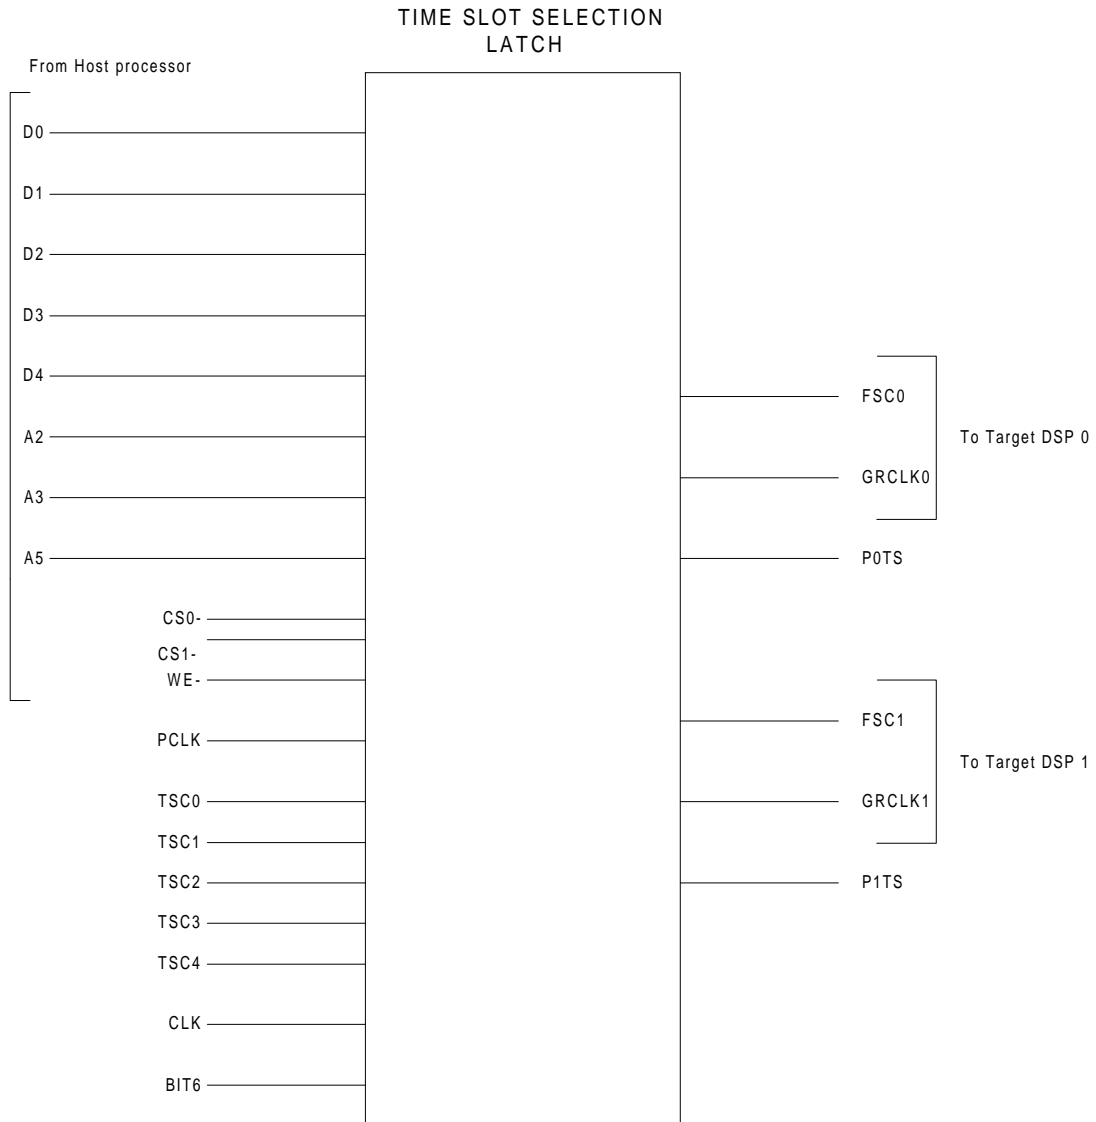 TIME SLOT SELECTION
LATCH
From Host processor
D0
D1
D2
D3
D4
A2
A3
A5
CS0-
CS1-
WE-
PCLK
TSC0
TSC1
TSC2
TSC3
TSC4
CLK
BIT6
FSC0
To Target DSP 0
GRCLK0
P0TS
FSC1
To Target DSP 1
GRCLK1
P1TS